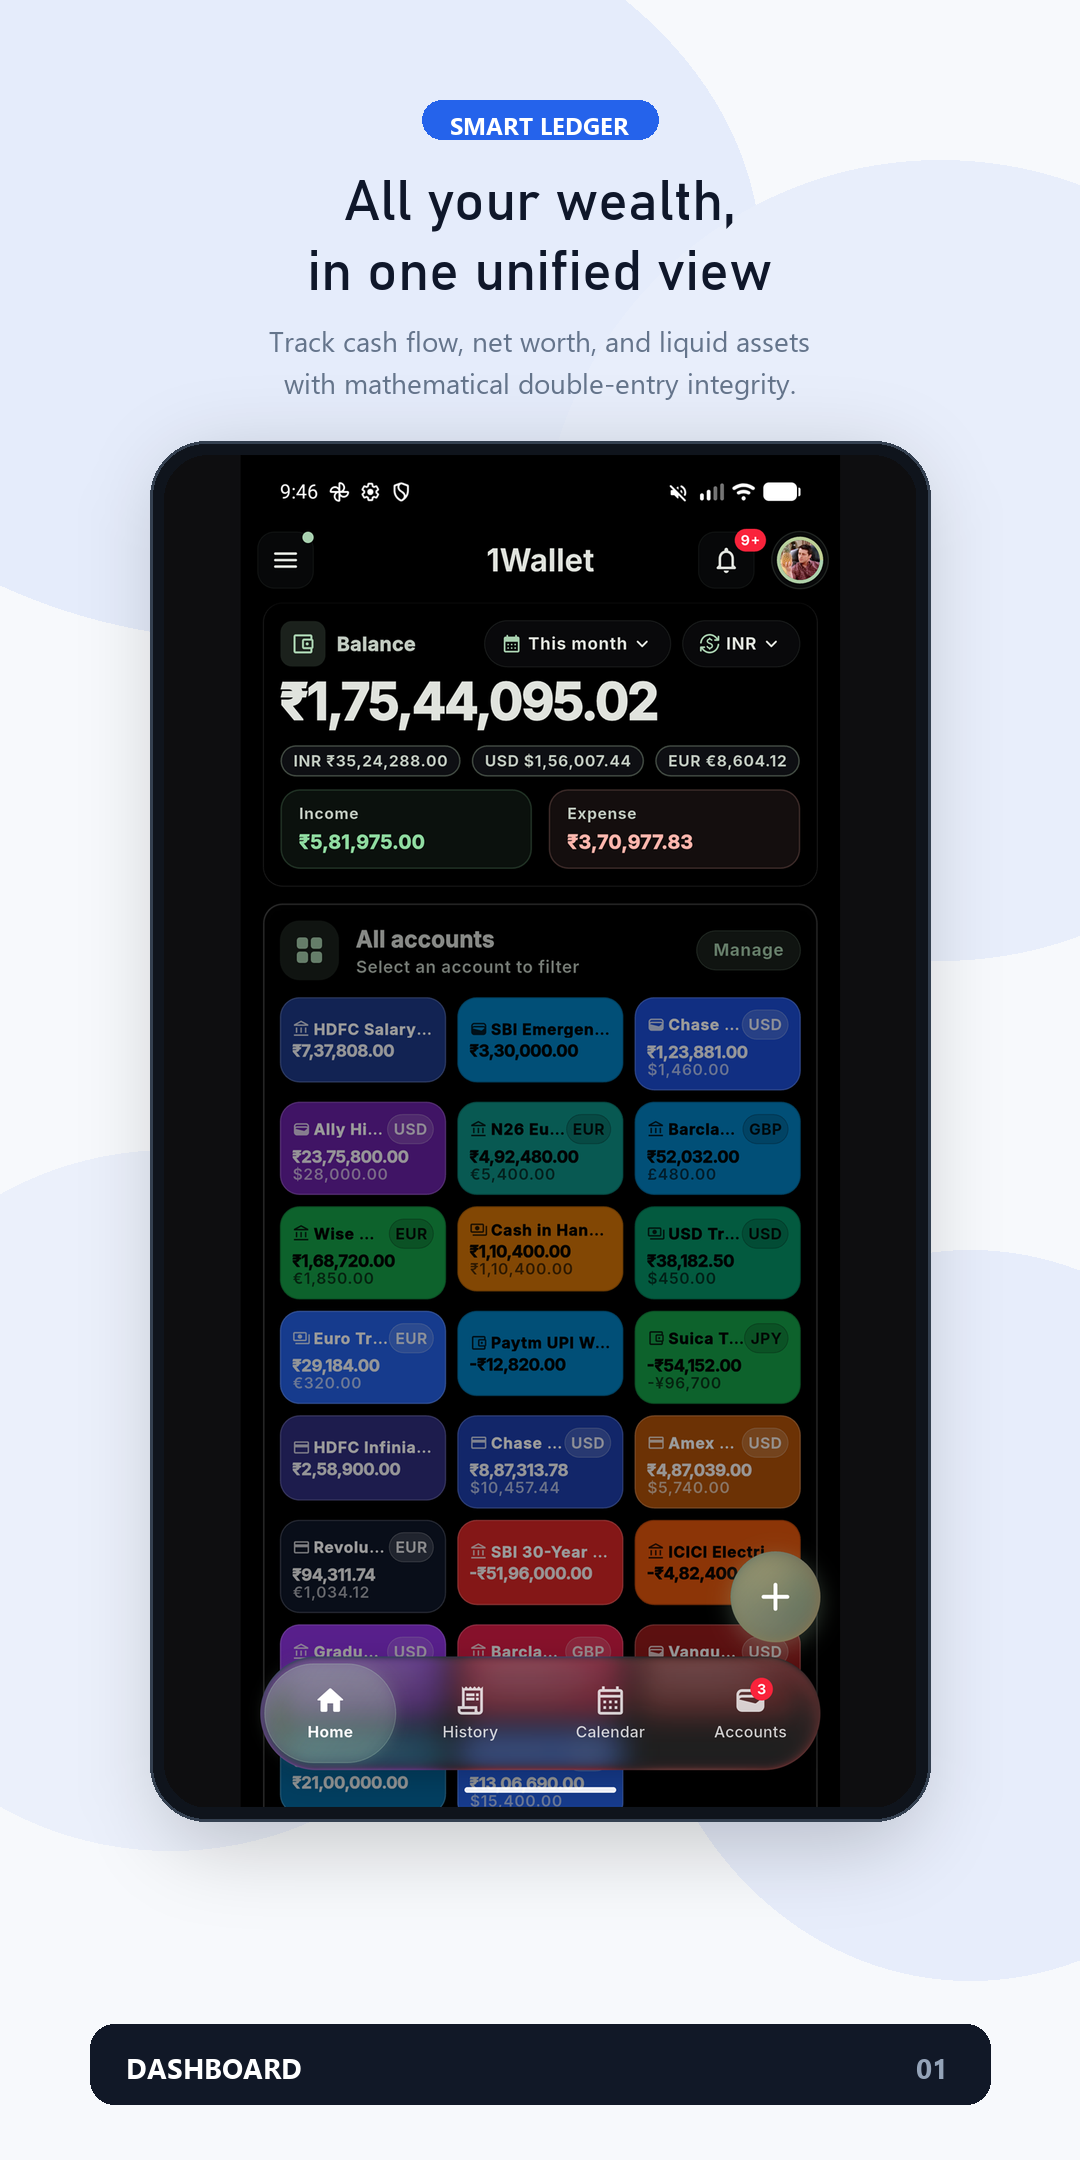 SMART LEDGER
All your wealth,
in one unified view
Track cash flow, net worth, and liquid assets
with mathematical double-entry integrity.
9:46
1Wallet
9+
Balance
This month
INR
₹1,75,44,095.02
INR ₹35,24,288.00
USD $1,56,007.44
EUR €8,604.12
Income
₹5,81,975.00
Expense
₹3,70,977.83
All accounts
Select an account to filter
Manage
HDFC Salary...
₹7,37,808.00
SBI Emergen...
₹3,30,000.00
Chase ... USD
₹1,23,881.00
$1,460.00
Ally Hi... USD
₹23,75,800.00
$28,000.00
N26 Eu... EUR
₹4,92,480.00
€5,400.00
Barcla... GBP
₹52,032.00
£480.00
Wise ... EUR
₹1,68,720.00
€1,850.00
Cash in Han...
₹1,10,400.00
₹1,10,400.00
USD Tr... USD
₹38,182.50
$450.00
Euro Tr... EUR
₹29,184.00
€320.00
Paytm UPI W...
-₹12,820.00
Suica T... JPY
-₹54,152.00
-¥96,700
HDFC Infinia...
₹2,58,900.00
Chase ... USD
₹8,87,313.78
$10,457.44
Amex ... USD
₹4,87,039.00
$5,740.00
Revolu... EUR
₹94,311.74
€1,034.12
SBI 30-Year ...
-₹51,96,000.00
ICICI Electri
-₹4,82,400
Gradu... USD
Barcla... GBP
Vangu... USD
Home
History
Calendar
3
Accounts
₹21,00,000.00
₹13,06,690.00
$15,400.00
DASHBOARD
01